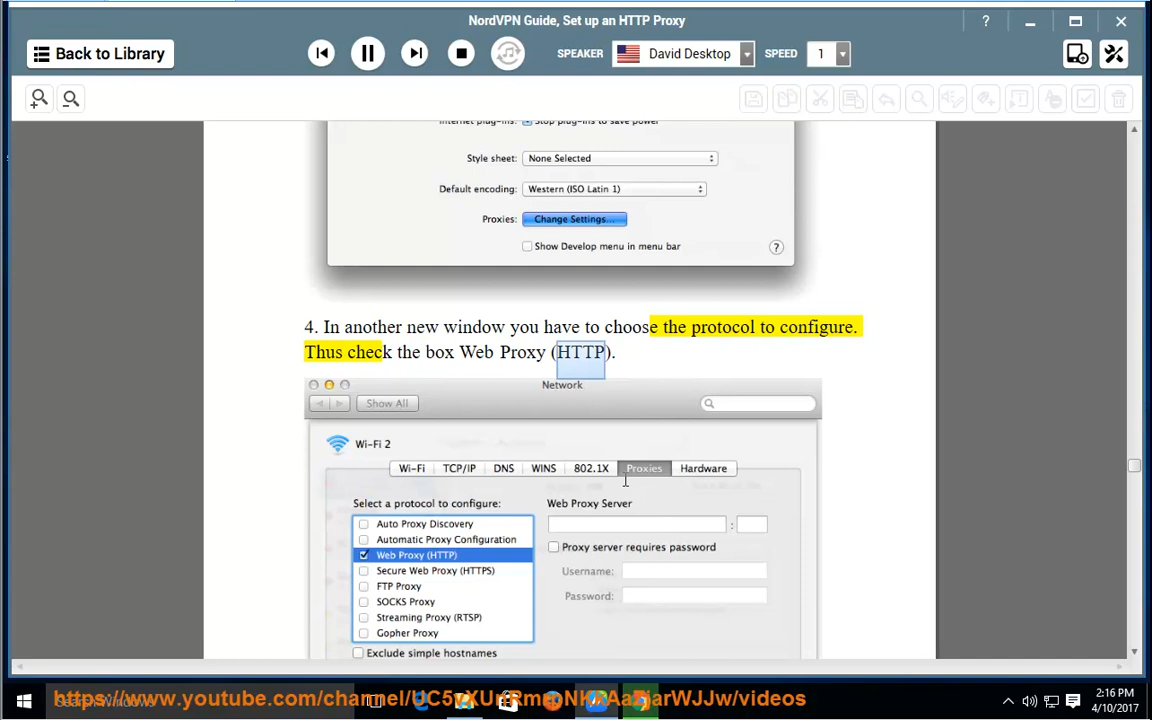 NordVPN Guide, Set up an HTTP Proxy
?
Back to Library
SPEAKER
David Desktop
SPEED
1
Internet plug-ins: Stop plug-ins to save power
Style sheet: None Selected
Default encoding: Western (ISO Latin 1)
Proxies: Change Settings...
Show Develop menu in menu bar
?
4. In another new window you have to choose the protocol to configure.
Thus check the box Web Proxy (HTTP).
Network
Show All
Wi-Fi 2
Wi-Fi TCP/IP DNS WINS 802.1X Proxies Hardware
Select a protocol to configure:
Web Proxy Server
Auto Proxy Discovery
:
Automatic Proxy Configuration
Proxy server requires password
Web Proxy (HTTP)
Secure Web Proxy (HTTPS)
Username:
FTP Proxy
Password:
SOCKS Proxy
Streaming Proxy (RTSP)
Gopher Proxy
Exclude simple hostnames
2:16 PM
4/10/2017